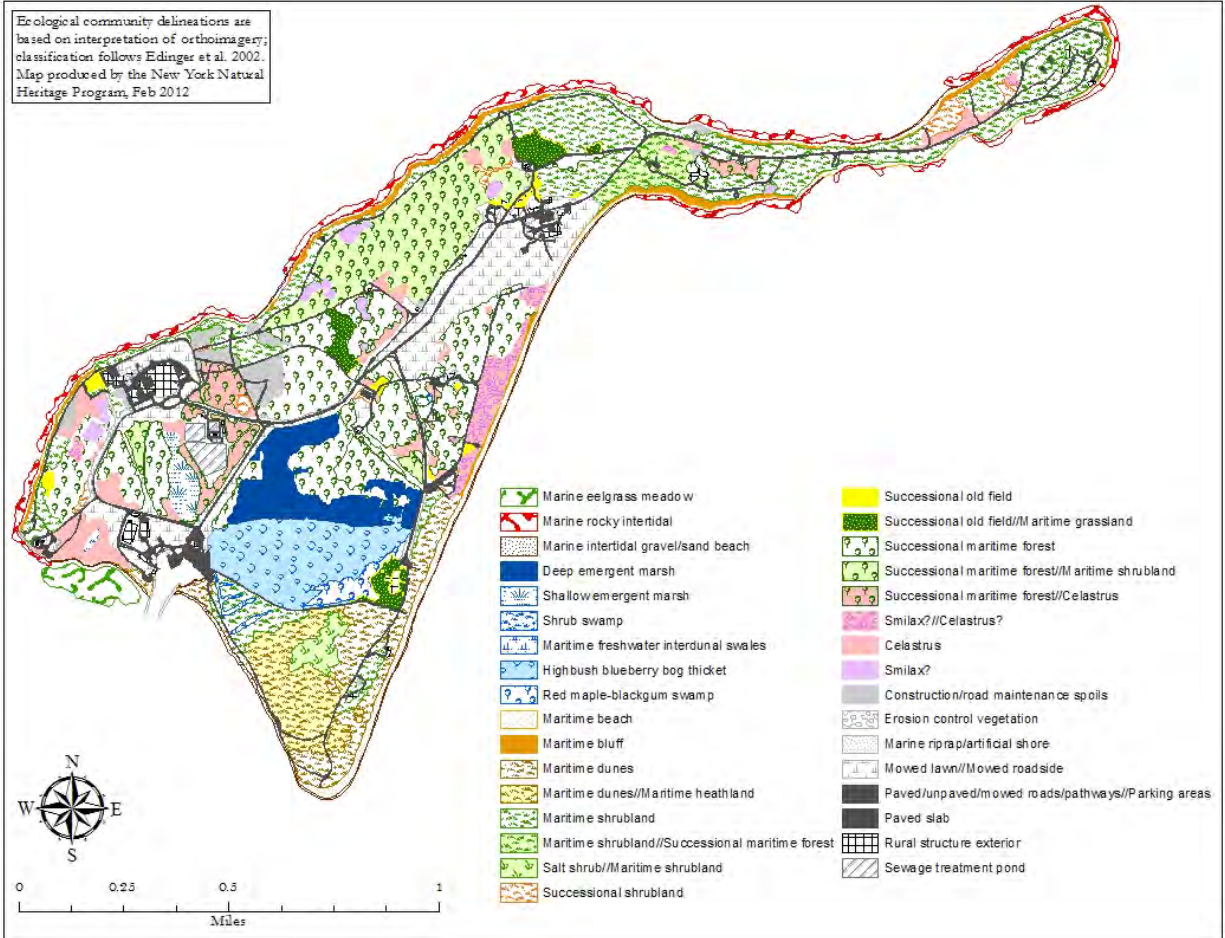 Ecological community delineations are
based on interpretation of orthoimagery;
classification follows Edinger et al. 2002.
Map produced by the New York Natural
Heritage Program, Feb 2012
Marine eelgrass meadow
Marine rocky intertidal
Marine intertidal gravel/sand beach
Deep emergent marsh
Shallow emergent marsh
Shrub swamp
Maritime freshwater interdunal swales
Highbush blueberry bog thicket
Red maple-blackgum swamp
Maritime beach
Maritime bluff
Maritime dunes
Maritime dunes//Maritime heathland
Maritime shrubland
Maritime shrubland//Successional maritime forest
Salt shrub//Maritime shrubland
Successional shrubland
Successional old field
Successional old field//Maritime grassland
Successional maritime forest
Successional maritime forest//Maritime shrubland
Successional maritime forest//Celastrus
Smilax?//Celastrus?
Celastrus
Smilax?
Construction/road maintenance spoils
Erosion control vegetation
Marine riprap/artificial shore
Mowed lawn//Mowed roadside
Paved/unpaved/mowed roads/pathways//Parking areas
Paved slab
Rural structure exterior
Sewage treatment pond
N
W E
S
0 0.25 0.5 1
Miles